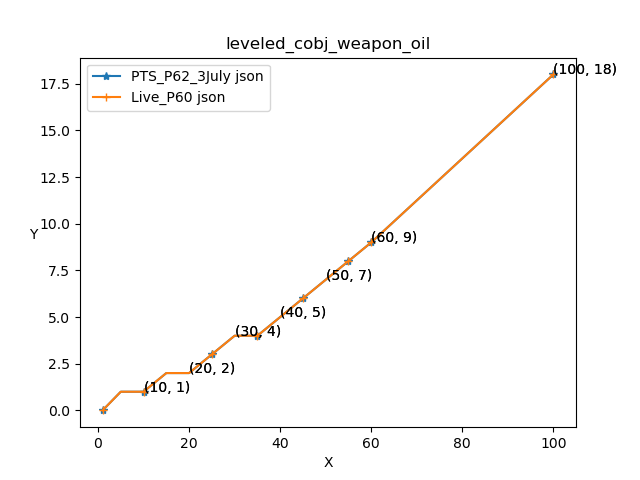 leveled_cobj_weapon_oil
PTS_P62_3July json
Live_P60 json
(100, 18)
17.5
15.0
12.5
10.0
(60, 9)
Y
7.5
(50, 7)
5.0
(40, 5)
(30, 4)
2.5
(20, 2)
(10, 1)
0.0
0 20 40 60 80 100
X